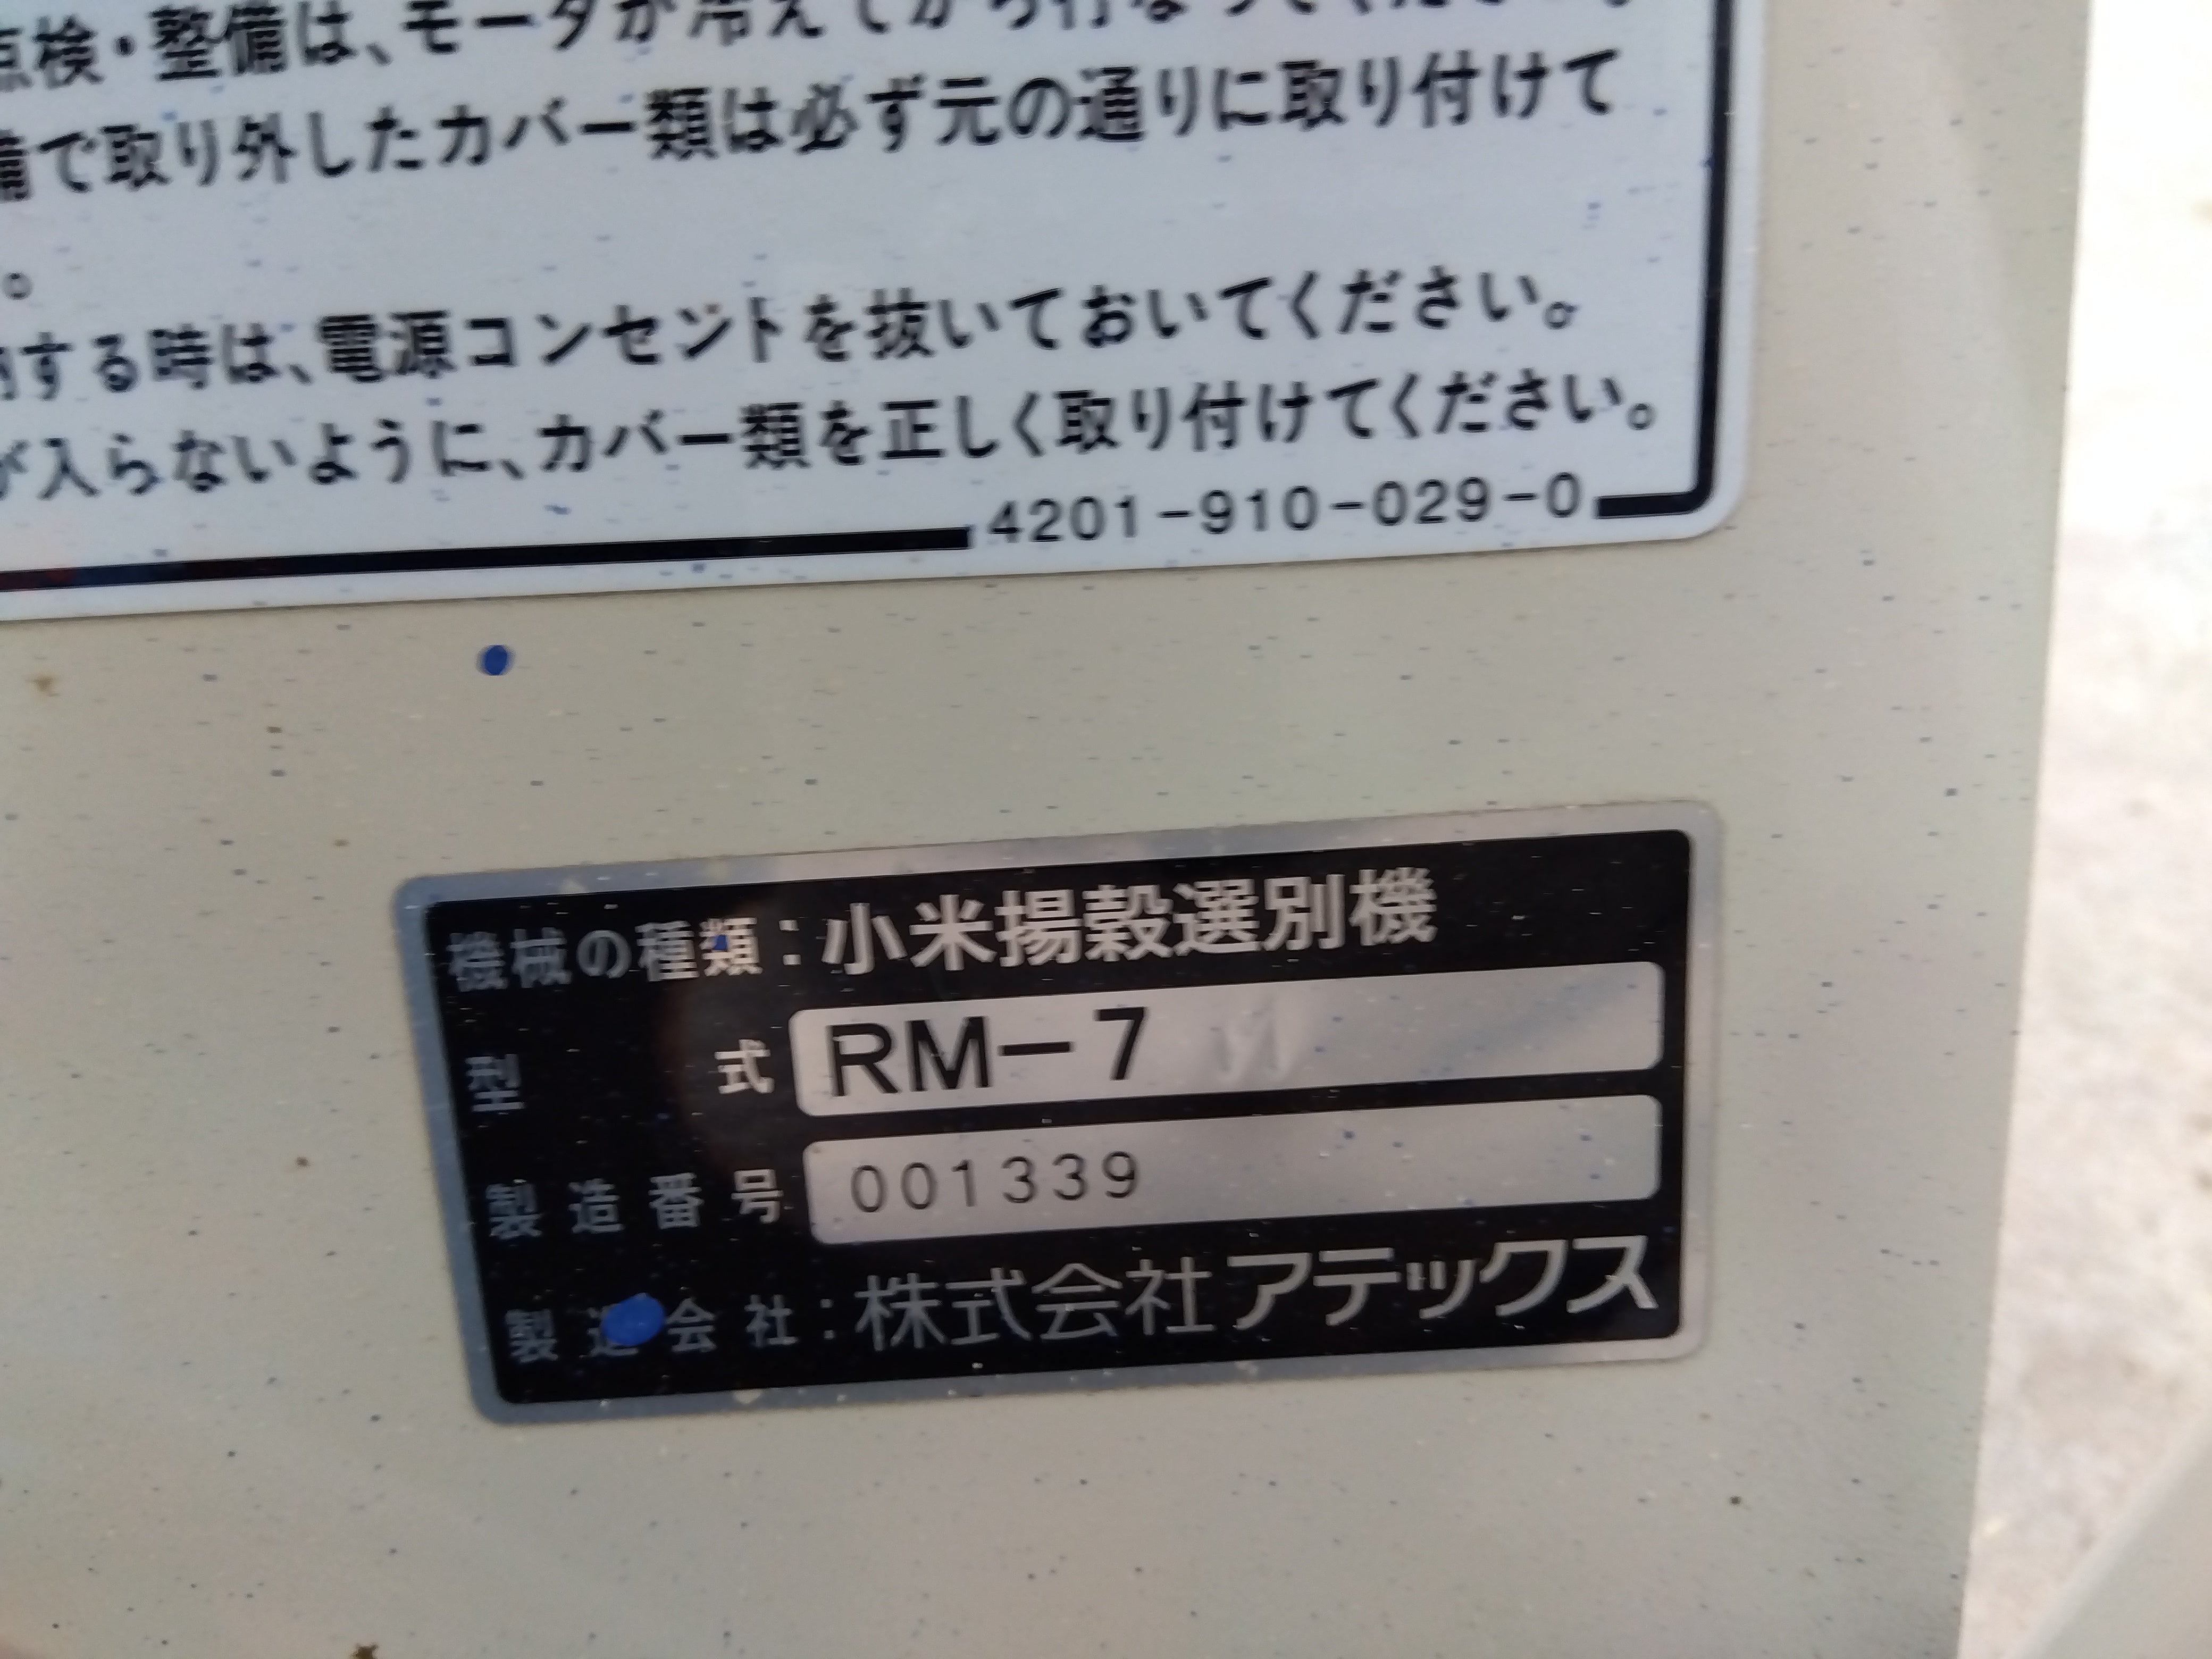 点検・整備は、モータが冷えてから行なってください。
備で取り外したカバー類は必ず元の通りに取り付けて
。
する時は、電源コンセントを抜いておいてください。
が入らないように、カバー類を正しく取り付けてください。
4201-910-029-0
機械の種類：小米揚穀選別機
型式 RM-7
製造番号 001339
製造会社：株式会社アテックス